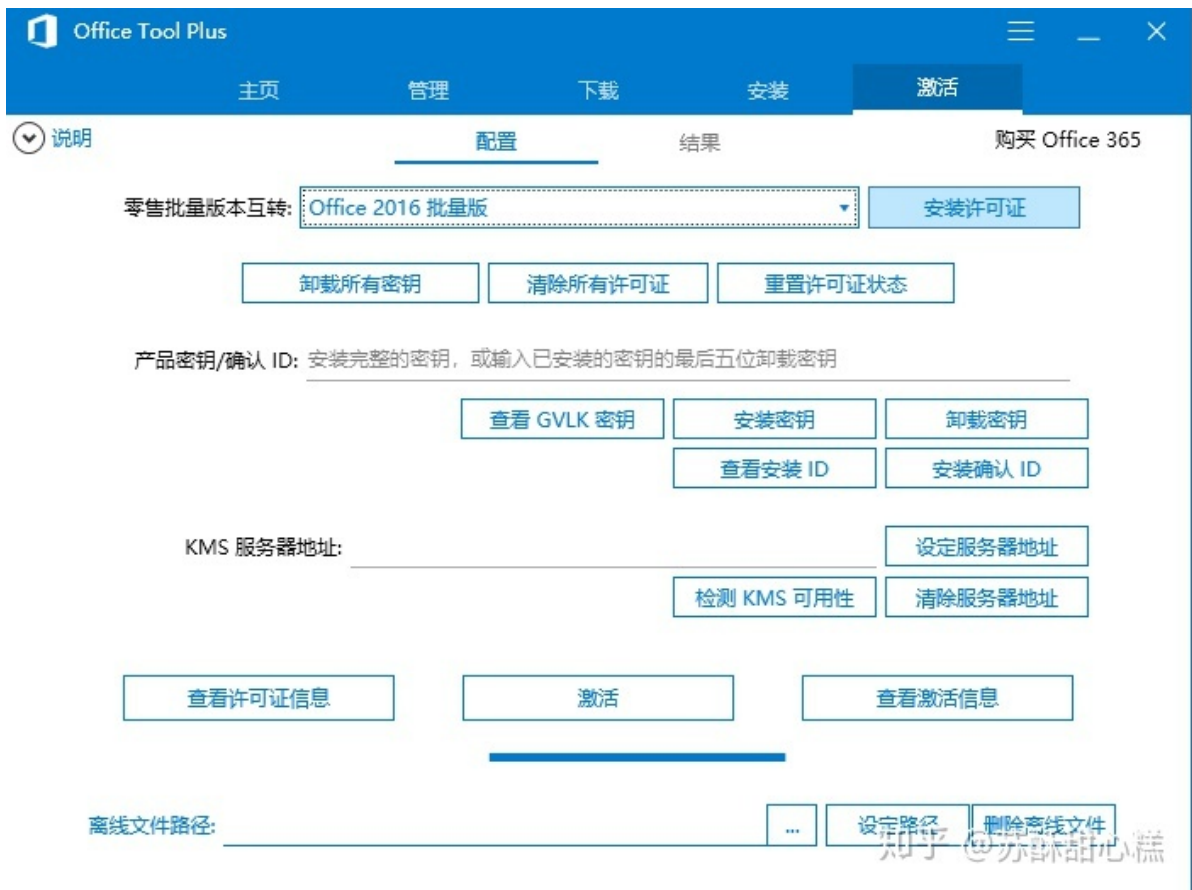 Office Tool Plus
主页 管理 下载 安装 激活
说明 配置 结果 购买 Office 365
零售批量版本互转: Office 2016 批量版 安装许可证
卸载所有密钥 清除所有许可证 重置许可证状态
产品密钥/确认 ID: 安装完整的密钥，或输入已安装的密钥的最后五位卸载密钥
查看 GVLK 密钥 安装密钥 卸载密钥
查看安装 ID 安装确认 ID
KMS 服务器地址: 设定服务器地址
检测 KMS 可用性 清除服务器地址
查看许可证信息 激活 查看激活信息
离线文件路径: ... 设定路径 删除离线文件
知乎 @苏酥甜心糕